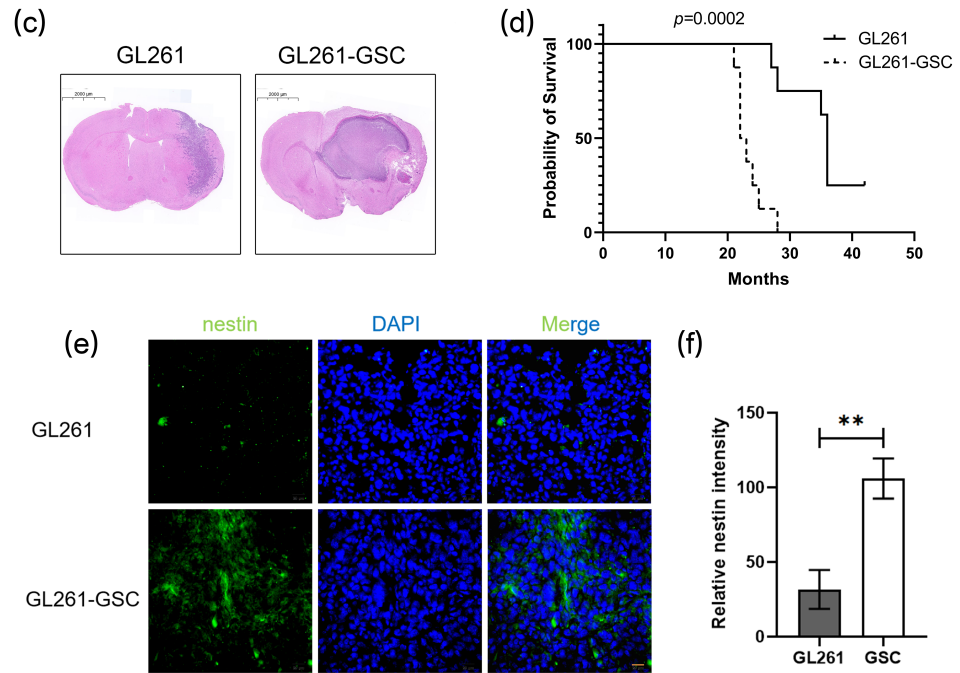 (c)
GL261
GL261-GSC
2000 µm
2000 µm
(d)
p=0.0002
GL261
GL261-GSC
Probability of Survival
100
50
0
0
10
20
30
40
50
Months
(e)
nestin
DAPI
Merge
GL261
GL261-GSC
(f)
Relative nestin intensity
150
100
50
0
**
GL261
GSC